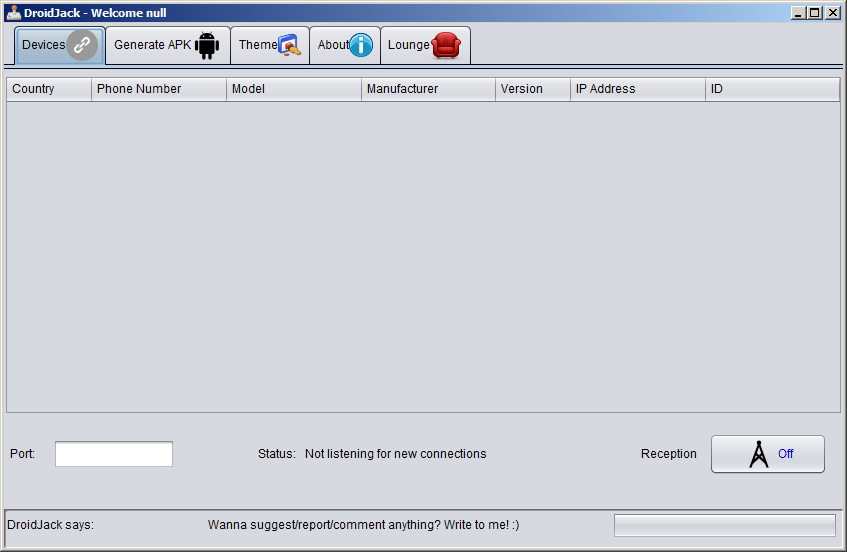 DroidJack - Welcome null
Devices Generate APK Theme About Lounge
Country Phone Number Model Manufacturer Version IP Address ID
Port: Status: Not listening for new connections Reception Off
DroidJack says: Wanna suggest/report/comment anything? Write to me! :)